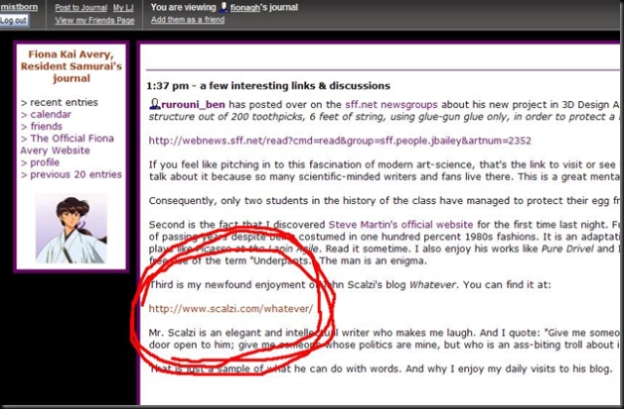 mistborn
Log out
Post to Journal My LJ
View my Friends Page
You are viewing fionagh's journal
Add them as a friend
Fiona Kai Avery,
Resident Samurai's
journal
> recent entries
> calendar
> friends
> The Official Fiona
Avery Website
> profile
> previous 20 entries
1:37 pm - a few interesting links & discussions
rurouni_ben has posted over on the sff.net newsgroups about his new project in 3D Design A
structure out of 200 toothpicks, 6 feet of string, using glue-gun glue only, in order to protect a
http://webnews.sff.net/read?cmd=read&group=sff.people.jbailey&artnum=2352
If you feel like pitching in to this fascination of modern art-science, that's the link to visit or see
talk about it because so many scientific-minded writers and fans live there. This is a great menta
Consequently, only two students in the history of the class have managed to protect their egg f
Second is the fact that I discovered Steve Martin's official website for the first time last night. F
of passing years despite being costumed in one hundred percent 1980s fashions. It is an adaptati
plays like Picasso at the Lapin Agile. Read it sometime. I also enjoy his works like Pure Drivel and
free use of the term "Underpants." The man is an enigma.
Third is my newfound enjoyment of John Scalzi's blog Whatever. You can find it at:
http://www.scalzi.com/whatever/
Mr. Scalzi is an elegant and intellectual writer who makes me laugh. And I quote: "Give me someo
door open to me; give me someone whose politics are mine, but who is an ass-biting troll about i
That is just a sample of what he can do with words. And why I enjoy my daily visits to his blog.